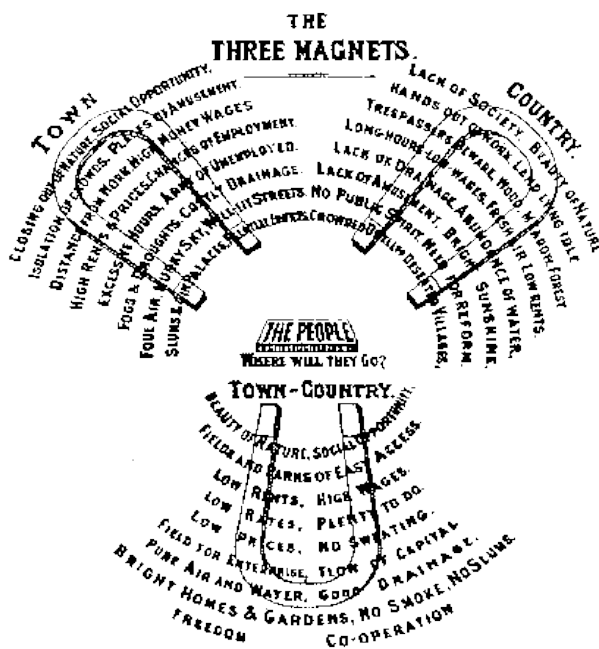 THE
THREE MAGNETS.
TOWN
CLOSING OUT OF NATURE. SOCIAL OPPORTUNITY.
ISOLATION OF CROWDS. PLACES OF AMUSEMENT.
DISTANCE FROM WORK. HIGH MONEY WAGES
HIGH RENTS & PRICES. CHANCES OF EMPLOYMENT.
EXCESSIVE HOURS. ARMY OF UNEMPLOYED.
FOGS & DROUGHTS. COSTLY DRAINAGE.
FOUL AIR. MURKY SKY. WELL-LIT STREETS.
SLUMS & GIN PALACES.
COUNTRY.
LACK OF SOCIETY. BEAUTY OF NATURE
HANDS OUT OF WORK. LAND LYING IDLE
TRESPASSERS BEWARE. WOOD, MEADOW, FOREST
LONG HOURS-LOW WAGES. FRESH AIR. LOW RENTS.
LACK OF DRAINAGE. ABUNDANCE OF WATER,
LACK OF AMUSEMENT. BRIGHT SUNSHINE,
NO PUBLIC SPIRIT. NEED FOR REFORM.
CROWDED DESERTED VILLAGES,
THE PEOPLE
WHERE WILL THEY GO?
TOWN-COUNTRY.
BEAUTY OF NATURE, SOCIAL OPPORTUNITY.
FIELDS AND PARKS OF EASY ACCESS.
LOW RENTS, HIGH WAGES.
LOW RATES, PLENTY TO DO.
LOW PRICES, NO SWEATING.
FIELD FOR ENTERPRISE, FLOW OF CAPITAL
PURE AIR AND WATER, GOOD DRAINAGE.
BRIGHT HOMES & GARDENS, NO SMOKE, NO SLUMS.
FREEDOM CO-OPERATION